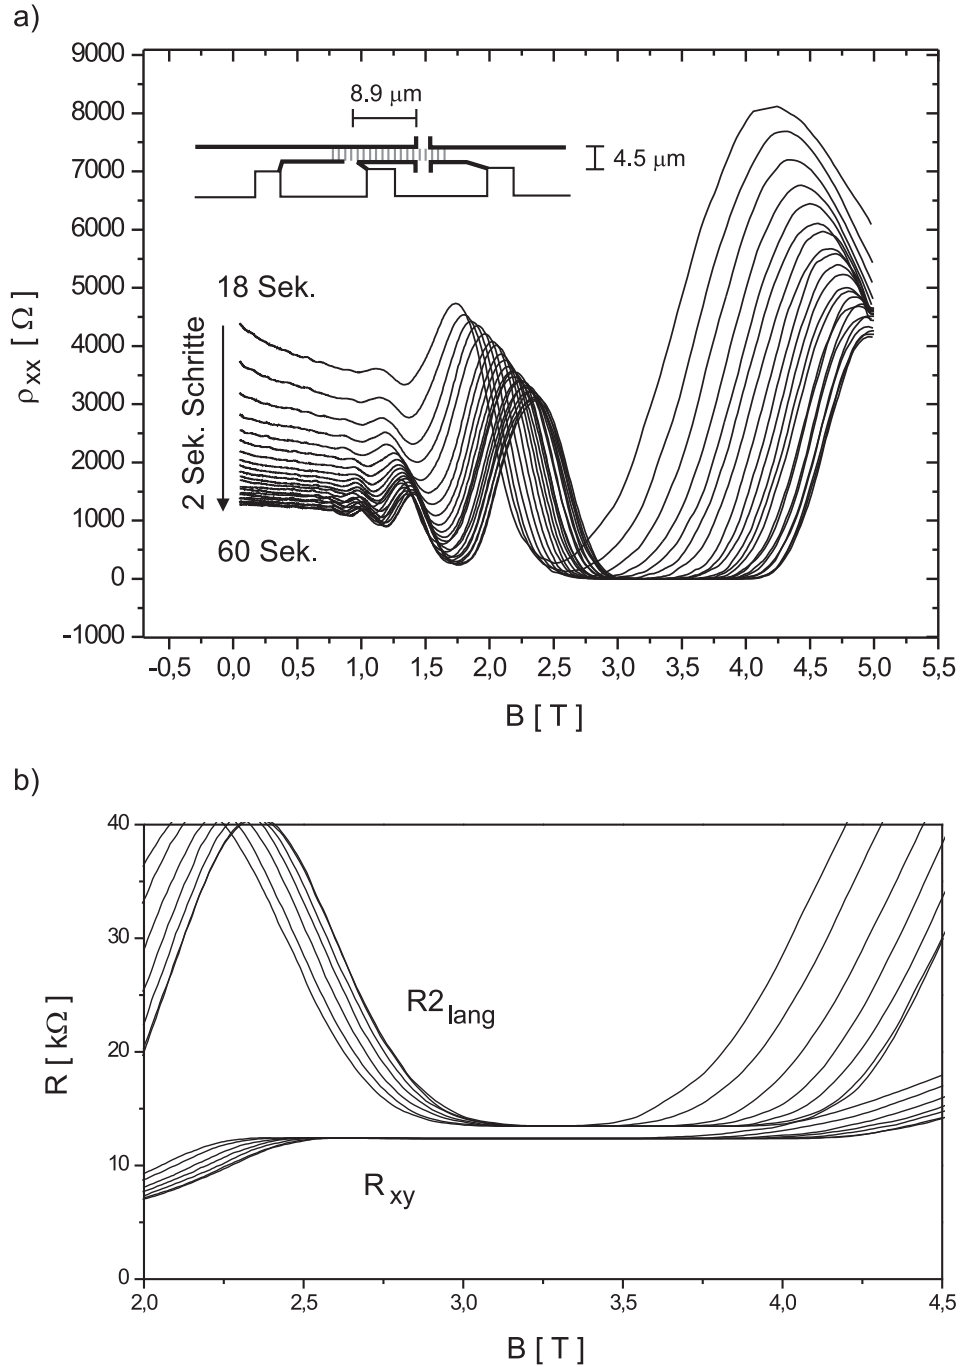 a)
9000
8000
7000
6000
5000
4000
3000
2000
1000
0
-1000
ρxx [ Ω ]
8.9 μm
4.5 μm
18 Sek.
2 Sek. Schritte
60 Sek.
-0,5 0,0 0,5 1,0 1,5 2,0 2,5 3,0 3,5 4,0 4,5 5,0 5,5
B [ T ]
b)
40
30
20
10
0
R [ kΩ ]
R2lang
Rxy
2,0 2,5 3,0 3,5 4,0 4,5
B [ T ]